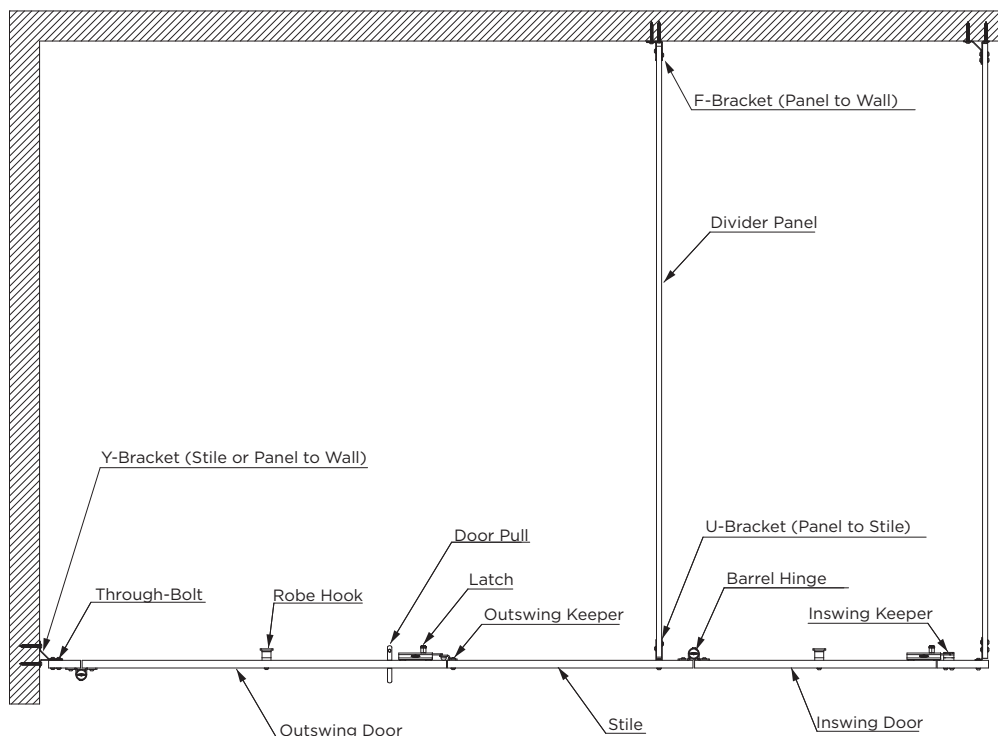 F-Bracket (Panel to Wall)
Divider Panel
Y-Bracket (Stile or Panel to Wall)
Door Pull
U-Bracket (Panel to Stile)
Through-Bolt
Robe Hook
Latch
Barrel Hinge
Outswing Keeper
Inswing Keeper
Outswing Door
Stile
Inswing Door